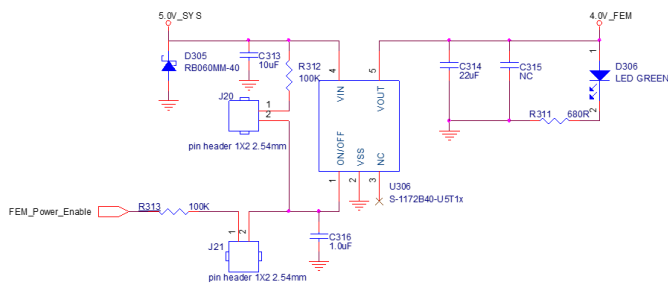 5.0V_SYS
4.0V_FEM
D305
RB060MM-40
C313
10uF
R312
100K
4
5
VIN
VOUT
C314
22uF
C315
NC
1
D306
LED GREEN
2
R311
680R
J20
1
2
pin header 1X2 2.54mm
ON/OFF
VSS
NC
1
2
3
U306
S-1172B40-U5T1x
FEM_Power_Enable
R313
100K
1
2
J21
pin header 1X2 2.54mm
C316
1.0uF